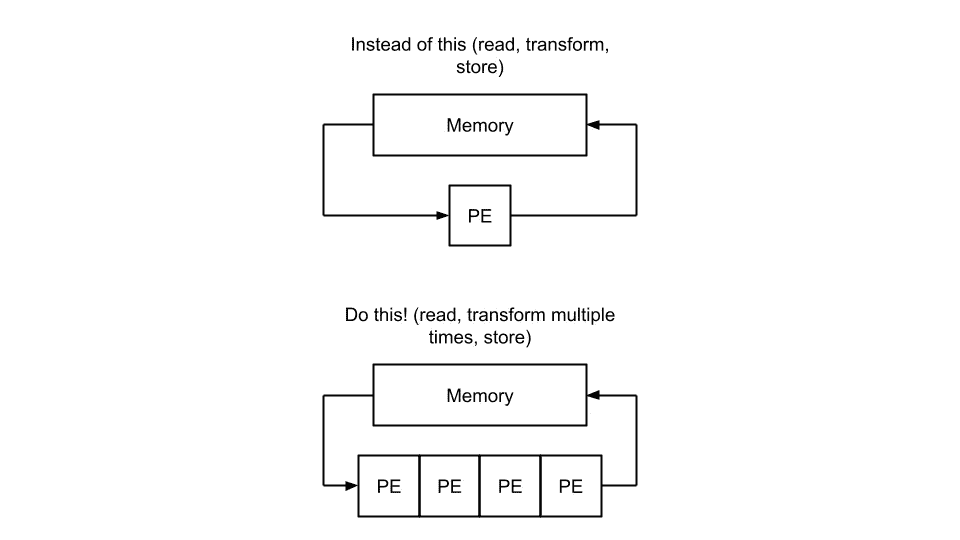 Instead of this (read, transform,
store)
Memory
PE
Do this! (read, transform multiple
times, store)
Memory
PE PE PE PE